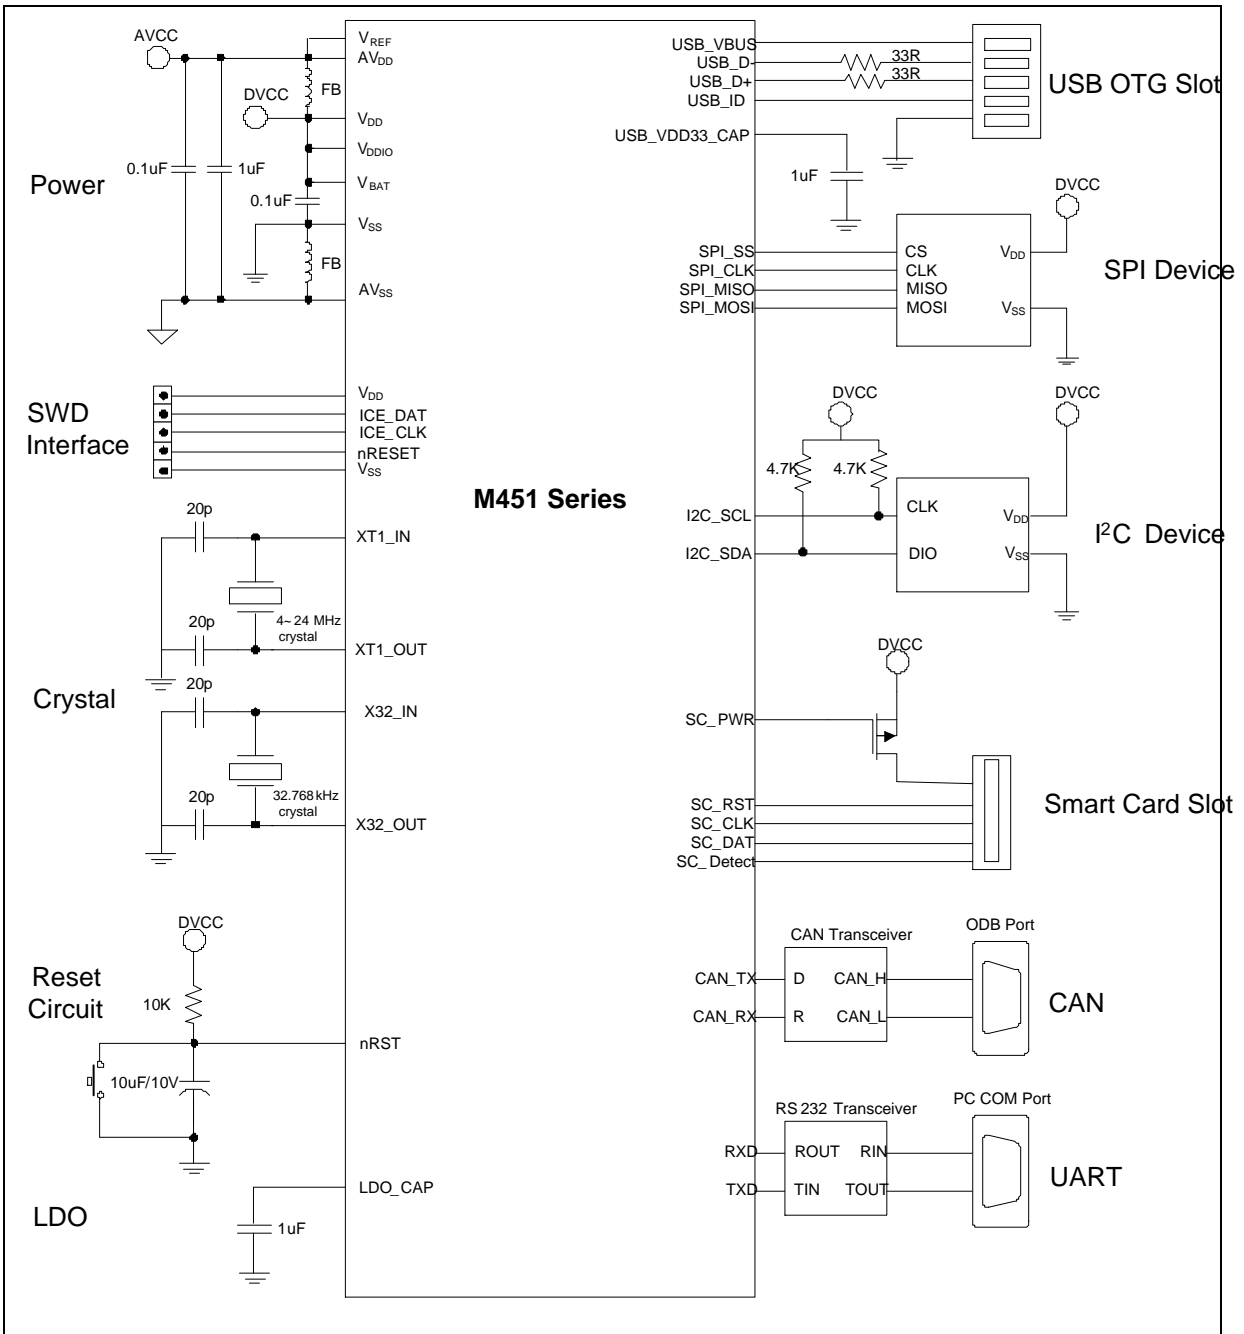 AVCC
VREF
AVDD
FB
DVCC
VDD
VDDIO
0.1uF
1uF
Power
VBAT
0.1uF
VSS
FB
AVSS
SWD
Interface
VDD
ICE_DAT
ICE_CLK
nRESET
VSS
M451 Series
20p
XT1_IN
20p
4~24 MHz
crystal
XT1_OUT
Crystal
20p
X32_IN
20p
32.768kHz
crystal
X32_OUT
DVCC
Reset
Circuit
10K
nRST
10uF/10V
LDO_CAP
LDO
1uF
USB_VBUS
USB_D-
33R
USB_D+
33R
USB_ID
USB OTG Slot
USB_VDD33_CAP
1uF
DVCC
SPI_SS
SPI_CLK
SPI_MISO
SPI_MOSI
CS
CLK
MISO
MOSI
VDD
VSS
SPI Device
DVCC
DVCC
4.7K
4.7K
I2C_SCL
CLK
VDD
I2C_SDA
DIO
VSS
I2C Device
DVCC
SC_PWR
SC_RST
SC_CLK
SC_DAT
SC_Detect
Smart Card Slot
CAN Transceiver
ODB Port
CAN_TX
D
CAN_H
CAN_RX
R
CAN_L
CAN
RS232 Transceiver
PC COM Port
RXD
ROUT
RIN
TXD
TIN
TOUT
UART